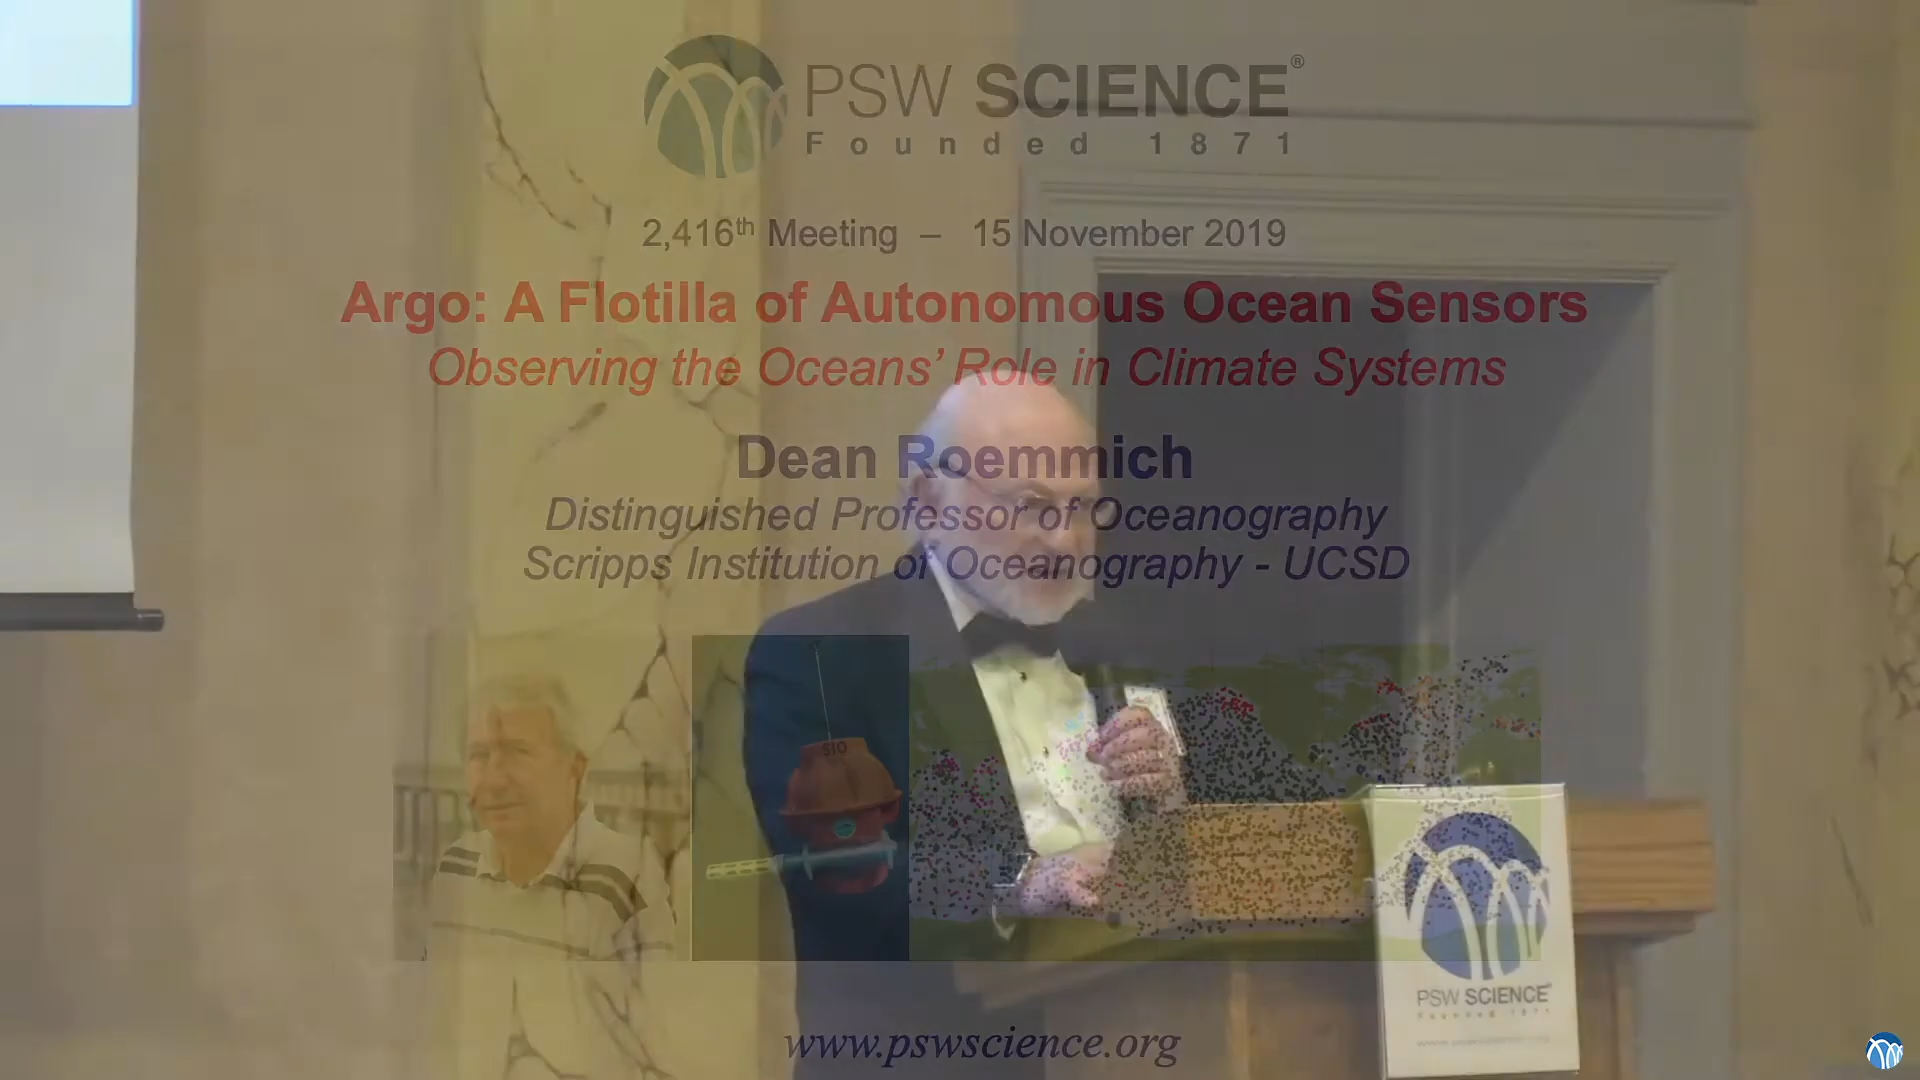 PSW SCIENCE®
Founded 1871
2,416th Meeting – 15 November 2019
Argo: A Flotilla of Autonomous Ocean Sensors
Observing the Oceans' Role in Climate Systems
Dean Roemmich
Distinguished Professor of Oceanography
Scripps Institution of Oceanography - UCSD
SIO
PSW SCIENCE®
Founded 1871
www.pswscience.org